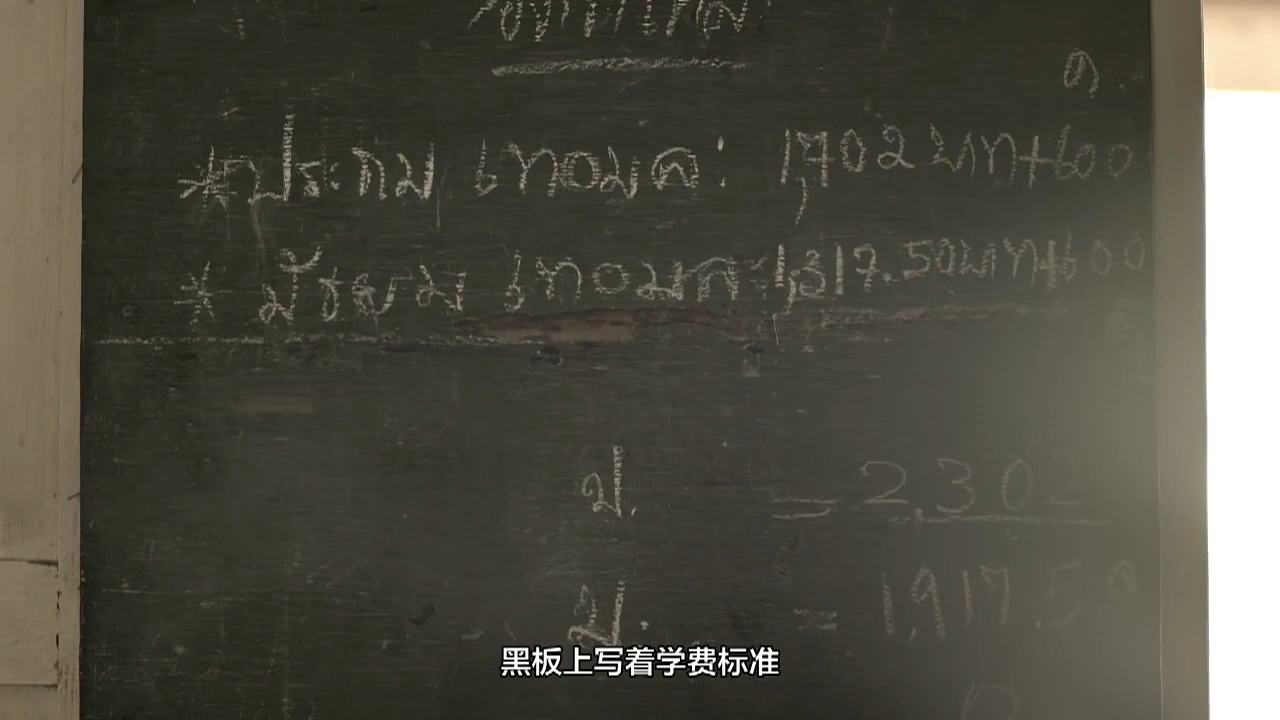 * ประถม เทอมละ 1,702 บาท+600
* มัธยม เทอมละ 1,317.50บาท+600
ป. = 2,302
= 1,917.50
黑板上写着学费标准